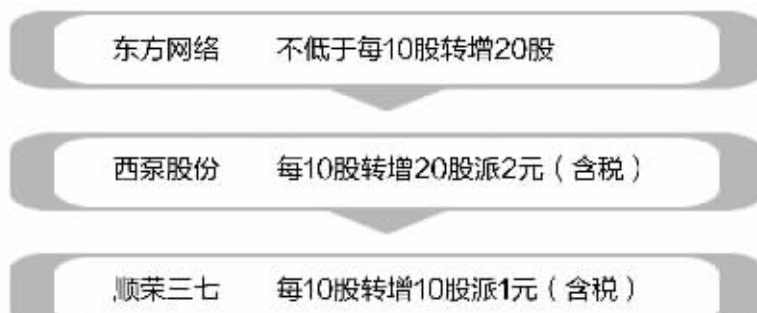 东方网络 不低于每10股转增20股
西泵股份 每10股转增20股派2元（含税）
顺荣三七 每10股转增10股派1元（含税）